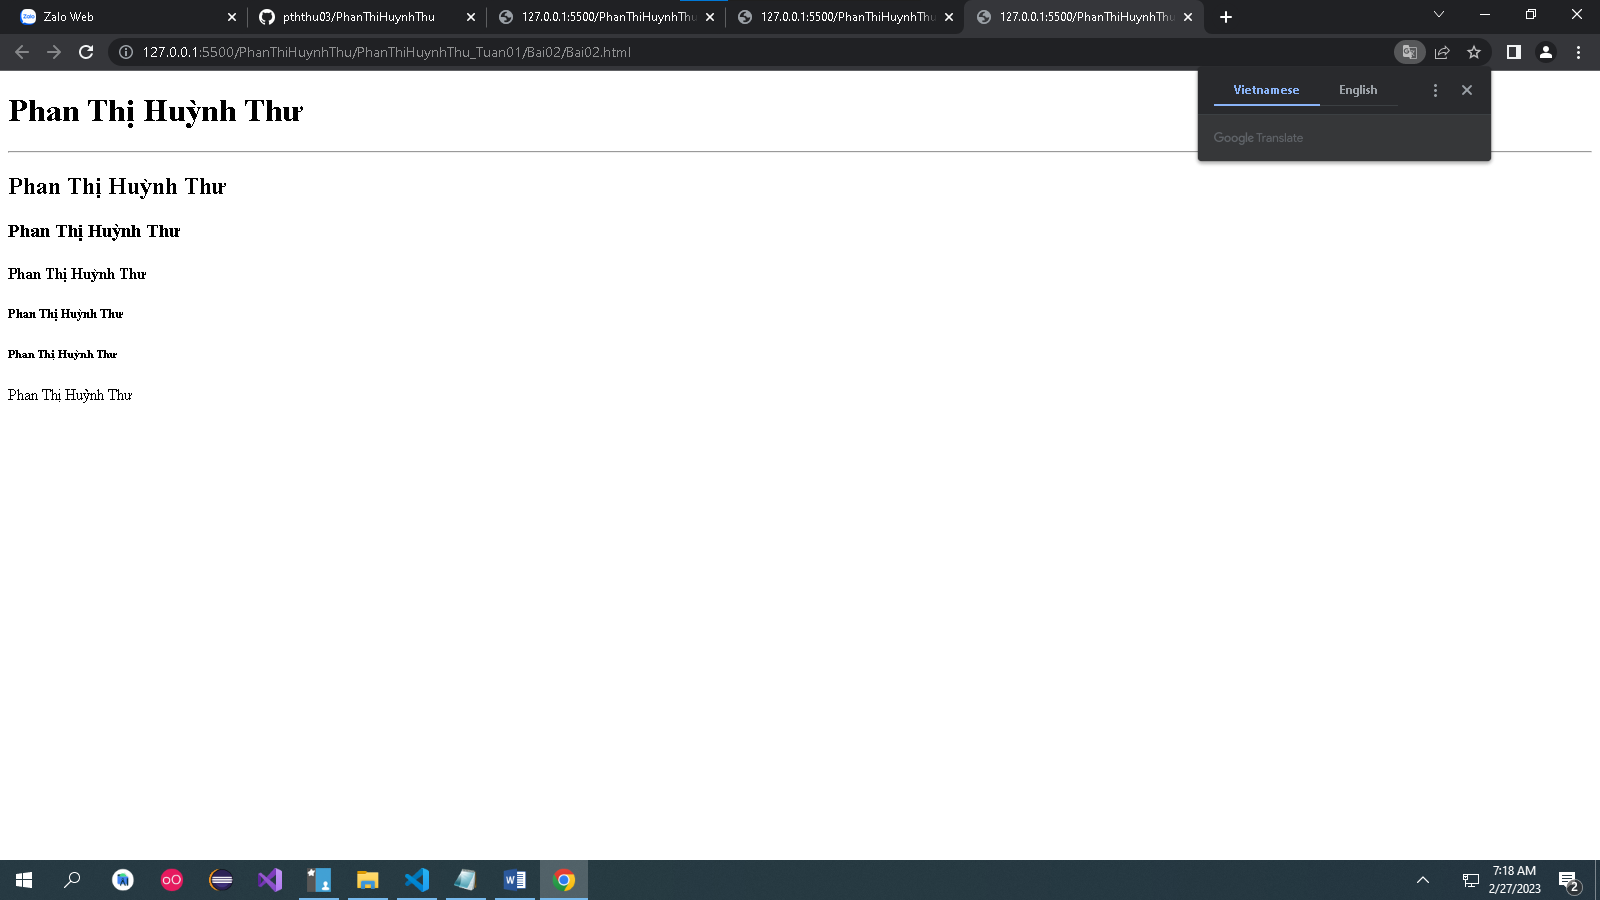 Zalo Web
pththu03/PhanThiHuynhThu
127.0.0.1:5500/PhanThiHuynhThu
127.0.0.1:5500/PhanThiHuynhThu
127.0.0.1:5500/PhanThiHuynhThu
127.0.0.1:5500/PhanThiHuynhThu/PhanThiHuynhThu_Tuan01/Bai02/Bai02.html
Vietnamese English
Google Translate
Phan Thị Huỳnh Thư
Phan Thị Huỳnh Thư
Phan Thị Huỳnh Thư
Phan Thị Huỳnh Thư
Phan Thị Huỳnh Thư
Phan Thị Huỳnh Thư
Phan Thị Huỳnh Thư
7:18 AM
2/27/2023
2